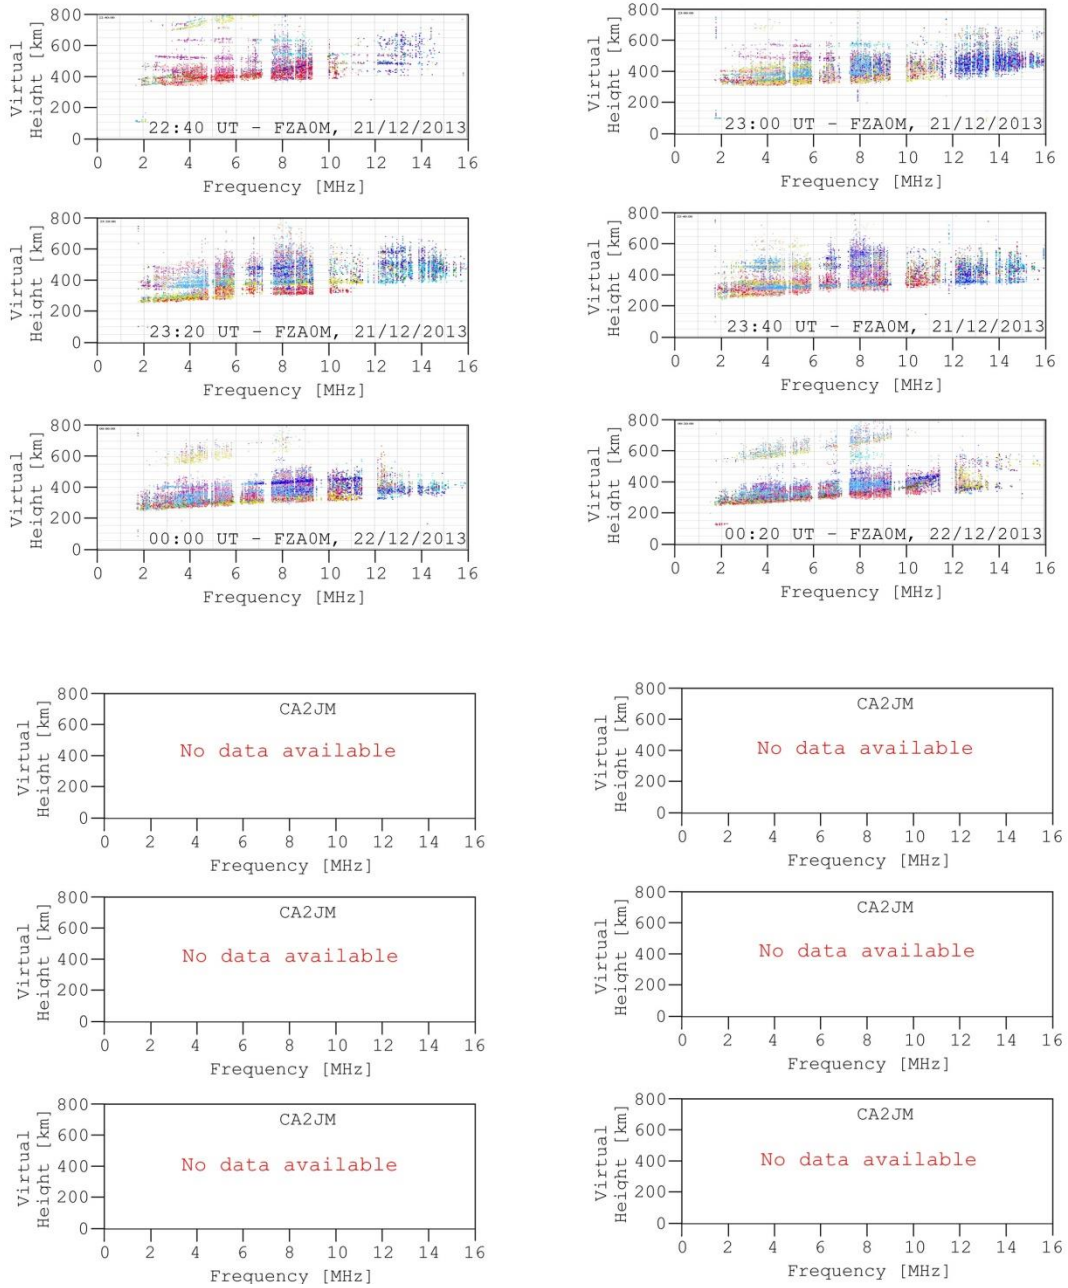 800
600
400
200
0
Virtual
Height [km]
22:40 UT - FZA0M, 21/12/2013
0 2 4 6 8 10 12 14 16
Frequency [MHz]
800
600
400
200
0
Virtual
Height [km]
23:00 UT - FZA0M, 21/12/2013
0 2 4 6 8 10 12 14 16
Frequency [MHz]
800
600
400
200
0
Virtual
Height [km]
23:20 UT - FZA0M, 21/12/2013
0 2 4 6 8 10 12 14 16
Frequency [MHz]
800
600
400
200
0
Virtual
Height [km]
23:40 UT - FZA0M, 21/12/2013
0 2 4 6 8 10 12 14 16
Frequency [MHz]
800
600
400
200
0
Virtual
Height [km]
00:00 UT - FZA0M, 22/12/2013
0 2 4 6 8 10 12 14 16
Frequency [MHz]
800
600
400
200
0
Virtual
Height [km]
00:20 UT - FZA0M, 22/12/2013
0 2 4 6 8 10 12 14 16
Frequency [MHz]
800
600
400
200
0
Virtual
Height [km]
CA2JM
No data available
0 2 4 6 8 10 12 14 16
Frequency [MHz]
800
600
400
200
0
Virtual
Height [km]
CA2JM
No data available
0 2 4 6 8 10 12 14 16
Frequency [MHz]
800
600
400
200
0
Virtual
Height [km]
CA2JM
No data available
0 2 4 6 8 10 12 14 16
Frequency [MHz]
800
600
400
200
0
Virtual
Height [km]
CA2JM
No data available
0 2 4 6 8 10 12 14 16
Frequency [MHz]
800
600
400
200
0
Virtual
Height [km]
CA2JM
No data available
0 2 4 6 8 10 12 14 16
Frequency [MHz]
800
600
400
200
0
Virtual
Height [km]
CA2JM
No data available
0 2 4 6 8 10 12 14 16
Frequency [MHz]